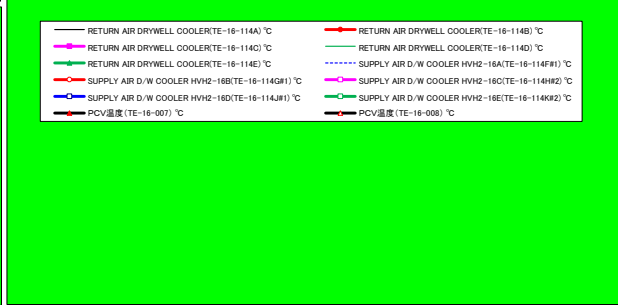 RETURN AIR DRYWELL COOLER(TE-16-114A) ℃ RETURN AIR DRYWELL COOLER(TE-16-114B) ℃
RETURN AIR DRYWELL COOLER(TE-16-114C) ℃ RETURN AIR DRYWELL COOLER(TE-16-114D) ℃
RETURN AIR DRYWELL COOLER(TE-16-114E) ℃ SUPPLY AIR D/W COOLER HVH2-16A(TE-16-114F#1) ℃
SUPPLY AIR D/W COOLER HVH2-16B(TE-16-114G#1) ℃ SUPPLY AIR D/W COOLER HVH2-16C(TE-16-114H#2) ℃
SUPPLY AIR D/W COOLER HVH2-16D(TE-16-114J#1) ℃ SUPPLY AIR D/W COOLER HVH2-16E(TE-16-114K#2) ℃
PCV温度(TE-16-007) ℃ PCV温度(TE-16-008) ℃